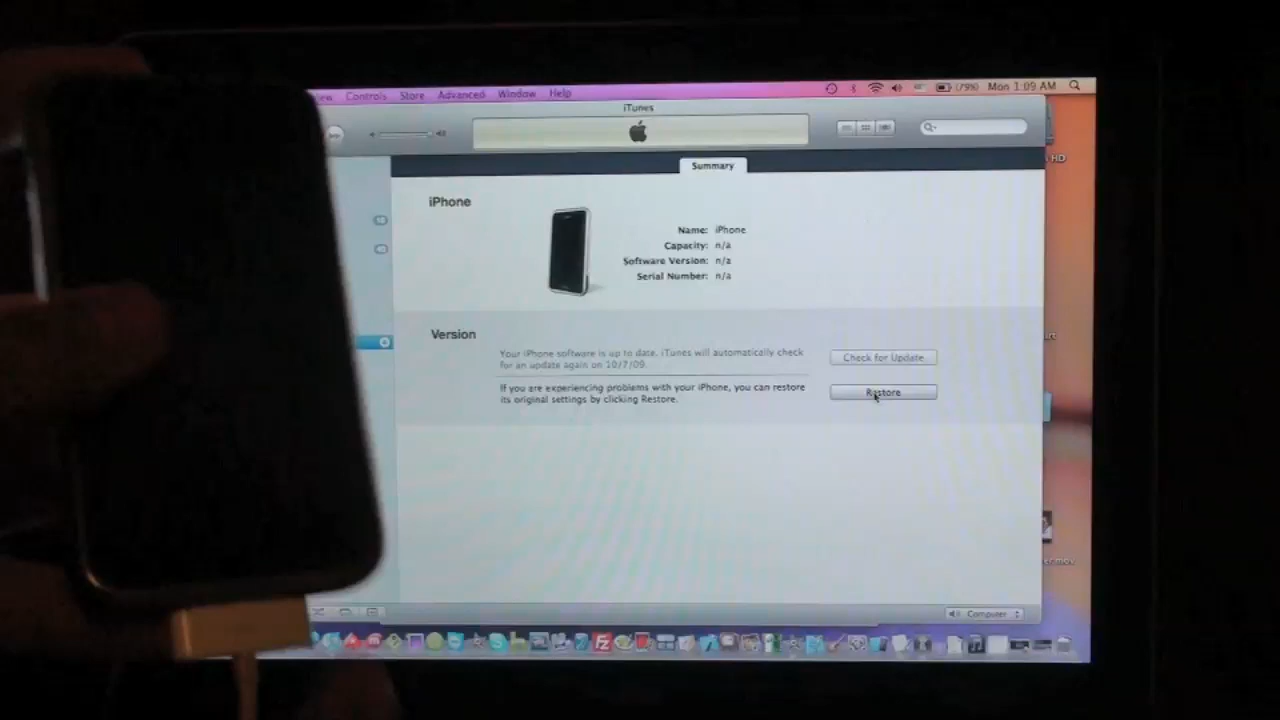 Controls Store Advanced Window Help
(79%) Mon 1:09 AM
iTunes
HD
Summary
iPhone
Name: iPhone
Capacity: n/a
Software Version: n/a
Serial Number: n/a
Version
Your iPhone software is up to date. iTunes will automatically check
for an update again on 10/7/09.
Check for Update
If you are experiencing problems with your iPhone, you can restore
its original settings by clicking Restore.
Restore
Computer